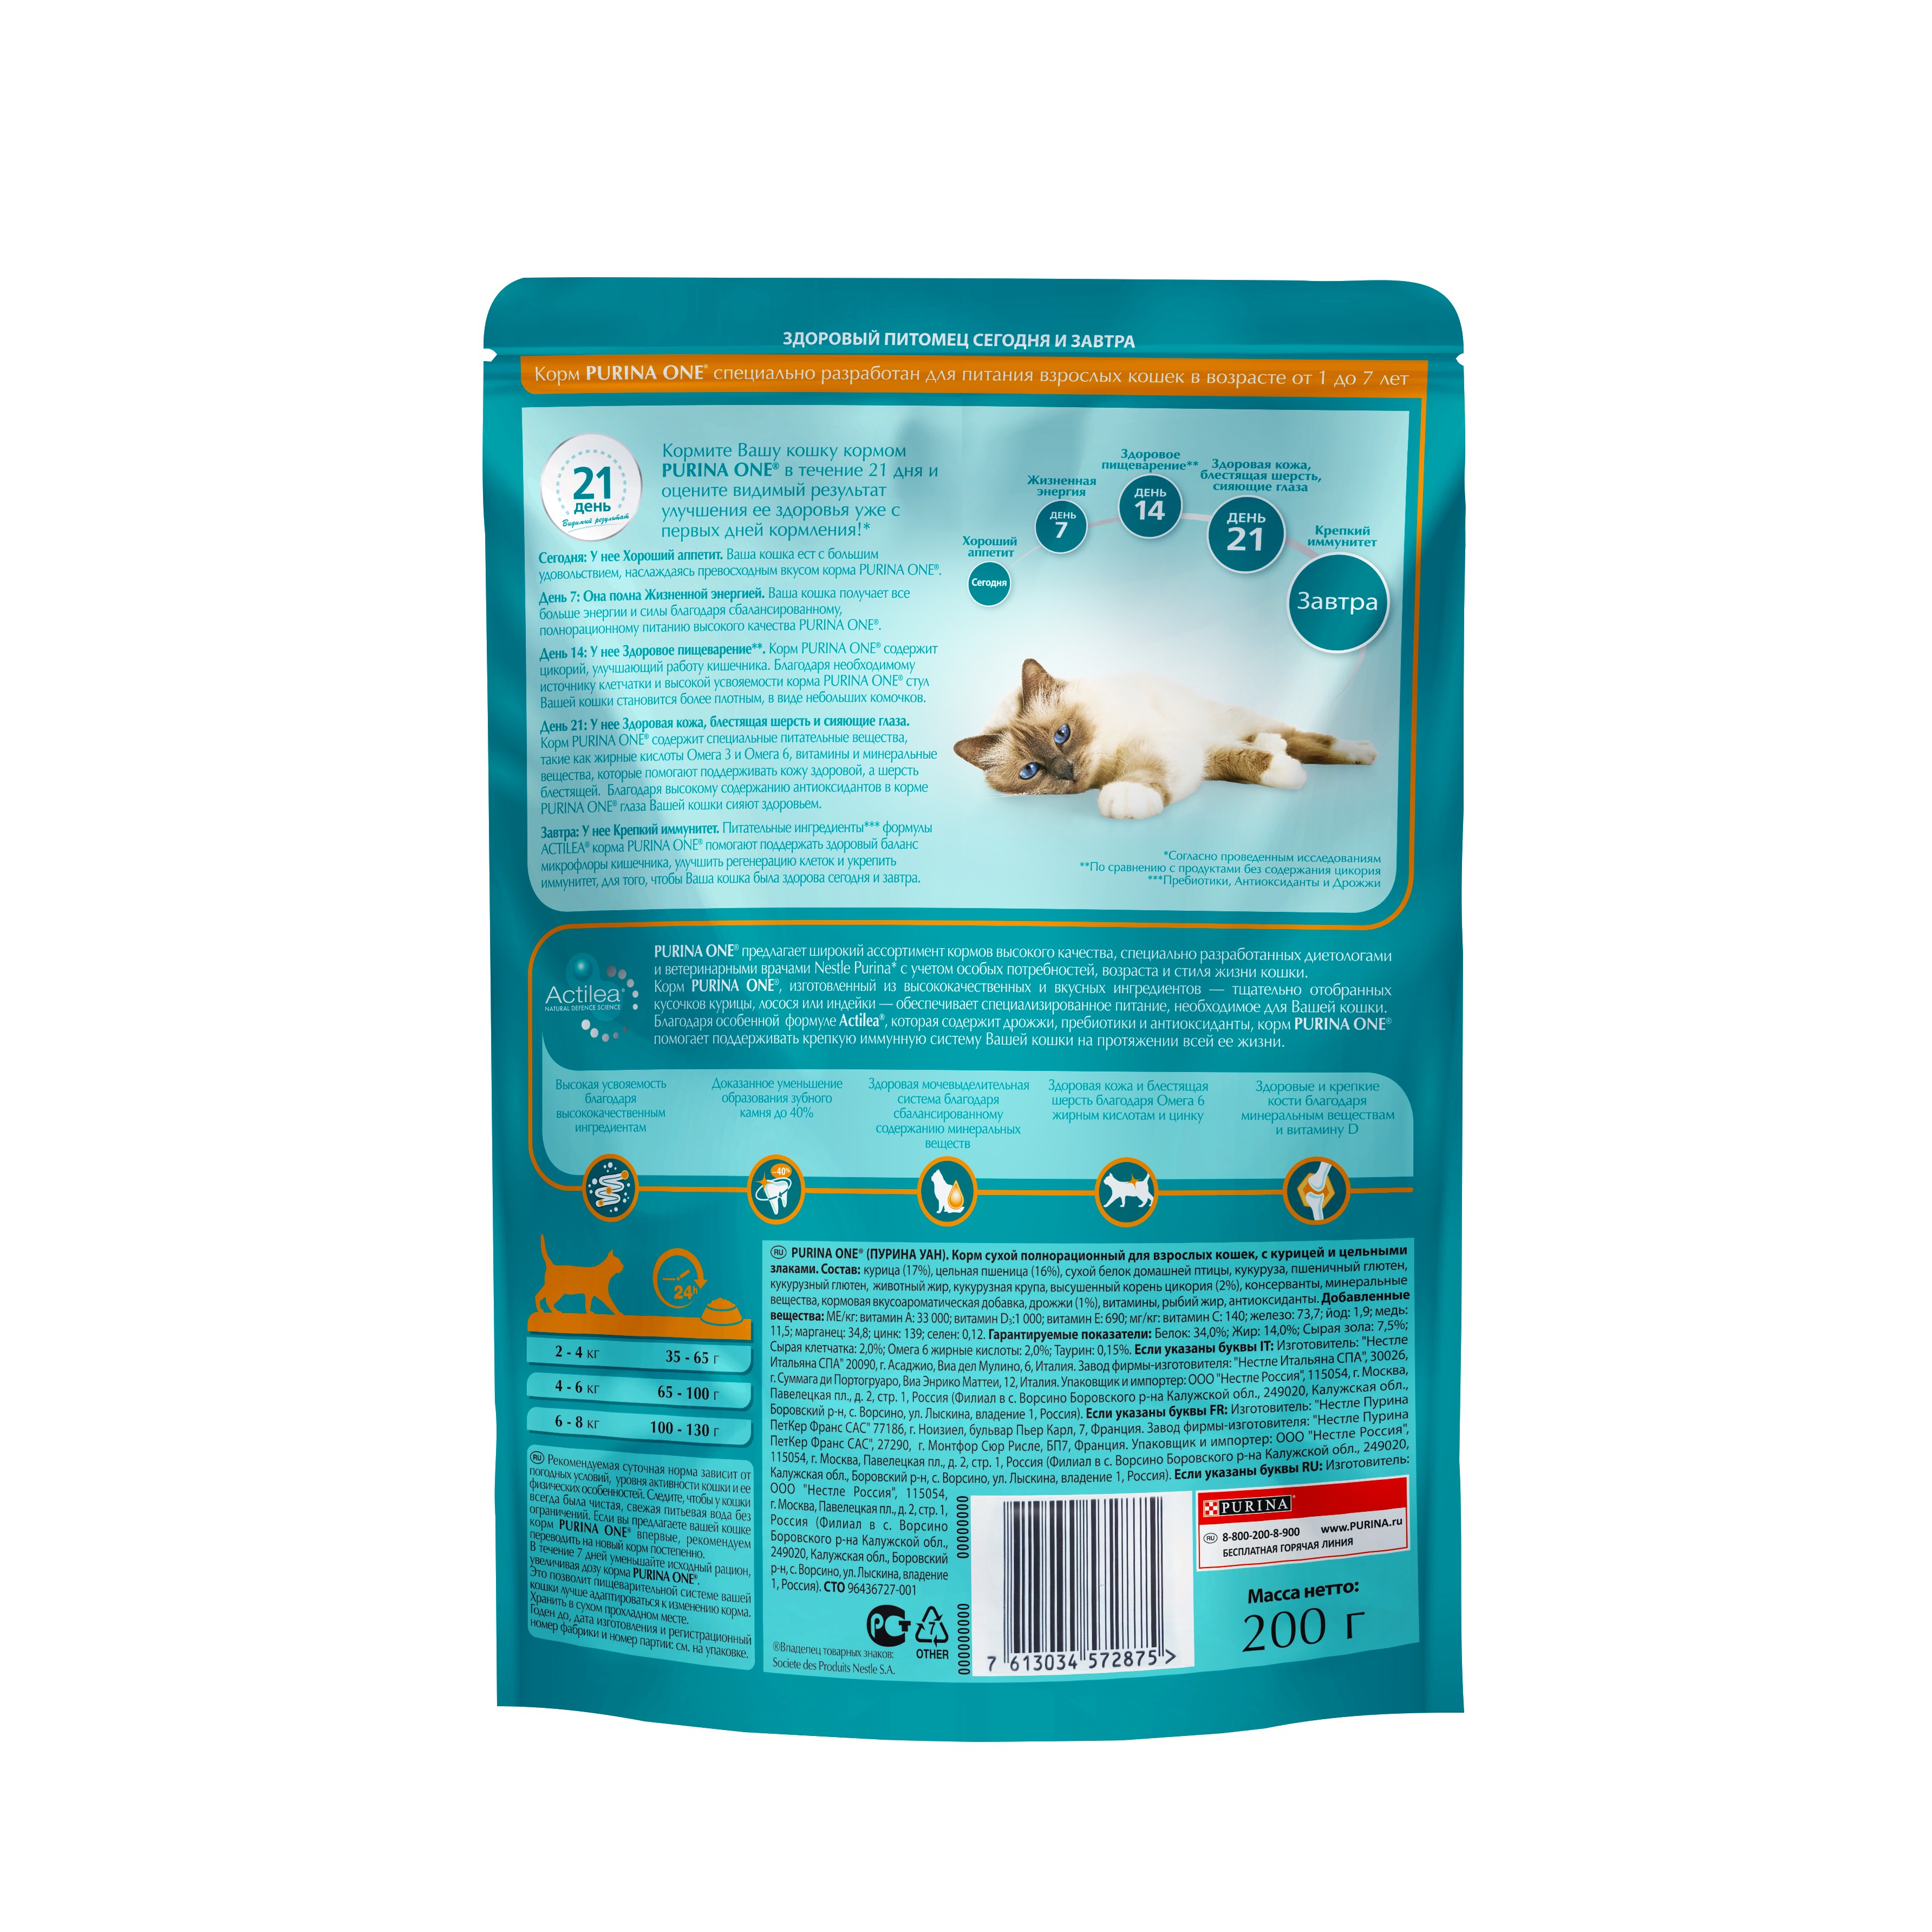 ЗДОРОВЫЙ ПИТОМЕЦ СЕГОДНЯ И ЗАВТРА
Корм PURINA ONE® специально разработан для питания взрослых кошек в возрасте от 1 до 7 лет
21
день
Видимый результат
Кормите Вашу кошку кормом
PURINA ONE® в течение 21 дня и
оцените видимый результат
улучшения ее здоровья уже с
первых дней кормления!*
Сегодня: У нее Хороший аппетит. Ваша кошка ест с большим
удовольствием, наслаждаясь превосходным вкусом корма PURINA ONE®.
День 7: Она полна Жизненной энергией. Ваша кошка получает все
больше энергии и силы благодаря сбалансированному,
полнорационному питанию высокого качества PURINA ONE®.
День 14: У нее Здоровое пищеварение**. Корм PURINA ONE® содержит
цикорий, улучшающий работу кишечника. Благодаря необходимому
источнику клетчатки и высокой усвояемости корма PURINA ONE® стул
Вашей кошки становится более плотным, в виде небольших комочков.
День 21: У нее Здоровая кожа, блестящая шерсть и сияющие глаза.
Корм PURINA ONE® содержит специальные питательные вещества,
такие как жирные кислоты Омега 3 и Омега 6, витамины и минеральные
вещества, которые помогают поддерживать кожу здоровой, а шерсть
блестящей. Благодаря высокому содержанию антиоксидантов в корме
PURINA ONE® глаза Вашей кошки сияют здоровьем.
Завтра: У нее Крепкий иммунитет. Питательные ингредиенты*** формулы
ACTILEA® корма PURINA ONE® помогают поддержать здоровый баланс
микрофлоры кишечника, улучшить регенерацию клеток и укрепить
иммунитет, для того, чтобы Ваша кошка была здорова сегодня и завтра.
Хороший
аппетит
Сегодня
Жизненная
энергия
ДЕНЬ
7
Здоровое
пищеварение**
ДЕНЬ
14
Здоровая кожа,
блестящая шерсть,
сияющие глаза
ДЕНЬ
21
Крепкий
иммунитет
Завтра
*Согласно проведенным исследованиям
**По сравнению с продуктами без содержания цикория
***Пребиотики, Антиоксиданты и Дрожжи
Actilea®
NATURAL DEFENCE SCIENCE
PURINA ONE® предлагает широкий ассортимент кормов высокого качества, специально разработанных диетологами
и ветеринарными врачами Nestle Purina* с учетом особых потребностей, возраста и стиля жизни кошки.
Корм PURINA ONE®, изготовленный из высококачественных и вкусных ингредиентов — тщательно отобранных
кусочков курицы, лосося или индейки — обеспечивает специализированное питание, необходимое для Вашей кошки.
Благодаря особенной формуле Actilea®, которая содержит дрожжи, пребиотики и антиоксиданты, корм PURINA ONE®
помогает поддерживать крепкую иммунную систему Вашей кошки на протяжении всей ее жизни.
Высокая усвояемость
благодаря
высококачественным
ингредиентам
Доказанное уменьшение
образования зубного
камня до 40%
Здоровая мочевыделительная
система благодаря
сбалансированному
содержанию минеральных
веществ
Здоровая кожа и блестящая
шерсть благодаря Омега 6
жирным кислотам и цинку
Здоровые и крепкие
кости благодаря
минеральным веществам
и витамину D
-40%
24h
2 - 4 кг 35 - 65 г
4 - 6 кг 65 - 100 г
6 - 8 кг 100 - 130 г
RU Рекомендуемая суточная норма зависит от
погодных условий, уровня активности кошки и ее
физических особенностей. Следите, чтобы у кошки
всегда была чистая, свежая питьевая вода без
ограничений. Если вы предлагаете вашей кошке
корм PURINA ONE® впервые, рекомендуем
переводить на новый корм постепенно.
В течение 7 дней уменьшайте исходный рацион,
увеличивая дозу корма PURINA ONE®.
Это позволит пищеварительной системе вашей
кошки лучше адаптироваться к изменению корма.
Хранить в сухом прохладном месте.
Годен до, дата изготовления и регистрационный
номер фабрики и номер партии: см. на упаковке.
RU PURINA ONE® (ПУРИНА УАН). Корм сухой полнорационный для взрослых кошек, с курицей и цельными
злаками. Состав: курица (17%), цельная пшеница (16%), сухой белок домашней птицы, кукуруза, пшеничный глютен,
кукурузный глютен, животный жир, кукурузная крупа, высушенный корень цикория (2%), консерванты, минеральные
вещества, кормовая вкусоароматическая добавка, дрожжи (1%), витамины, рыбий жир, антиоксиданты. Добавленные
вещества: МЕ/кг: витамин А: 33 000; витамин D₃:1 000; витамин Е: 690; мг/кг: витамин С: 140; железо: 73,7; йод: 1,9; медь:
11,5; марганец: 34,8; цинк: 139; селен: 0,12. Гарантируемые показатели: Белок: 34,0%; Жир: 14,0%; Сырая зола: 7,5%;
Сырая клетчатка: 2,0%; Омега 6 жирные кислоты: 2,0%; Таурин: 0,15%. Если указаны буквы IT: Изготовитель: "Нестле
Итальяна СПА" 20090, г. Асаджио, Виа дел Мулино, 6, Италия. Завод фирмы-изготовителя: "Нестле Итальяна СПА", 30026,
г. Суммага ди Портогруаро, Виа Энрико Маттеи, 12, Италия. Упаковщик и импортер: ООО "Нестле Россия", 115054, г. Москва,
Павелецкая пл., д. 2, стр. 1, Россия (Филиал в с. Ворсино Боровского р-на Калужской обл., 249020, Калужская обл.,
Боровский р-н, с. Ворсино, ул. Лыскина, владение 1, Россия). Если указаны буквы FR: Изготовитель: "Нестле Пурина
ПетКер Франс САС" 77186, г. Ноизиел, бульвар Пьер Карл, 7, Франция. Завод фирмы-изготовителя: "Нестле Пурина
ПетКер Франс САС", 27290, г. Монтфор Сюр Рисле, БП7, Франция. Упаковщик и импортер: ООО "Нестле Россия",
115054, г. Москва, Павелецкая пл., д. 2, стр. 1, Россия (Филиал в с. Ворсино Боровского р-на Калужской обл., 249020,
Калужская обл., Боровский р-н, с. Ворсино, ул. Лыскина, владение 1, Россия). Если указаны буквы RU: Изготовитель:
ООО "Нестле Россия", 115054,
г. Москва, Павелецкая пл., д. 2, стр. 1,
Россия (Филиал в с. Ворсино
Боровского р-на Калужской обл.,
249020, Калужская обл., Боровский
р-н, с. Ворсино, ул. Лыскина, владение
1, Россия). СТО 96436727-001
РСТ
7
OTHER
®Владелец товарных знаков:
Societe des Produits Nestle S.A.
00000000
000000000
7 613034 572875 >
PURINA®
RU 8-800-200-8-900 www.PURINA.ru
БЕСПЛАТНАЯ ГОРЯЧАЯ ЛИНИЯ
Масса нетто:
200 г